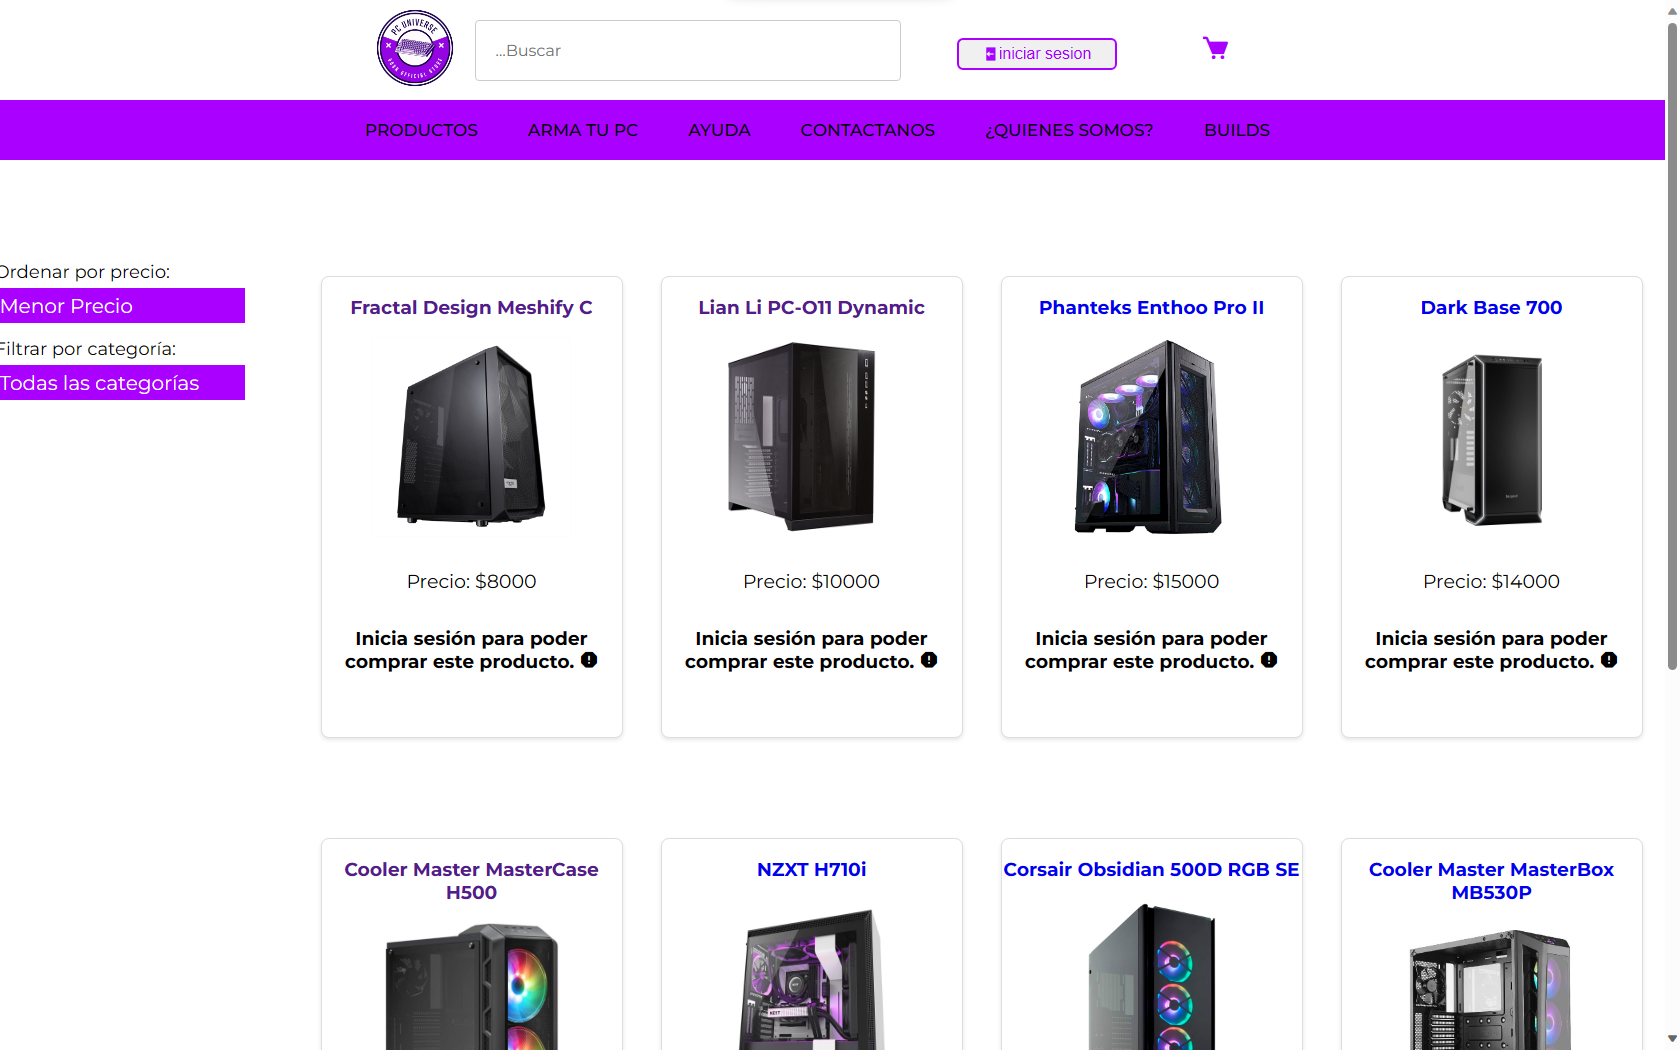 PC UNIVERSE
YOUR OFFICIAL STORE
...Buscar
iniciar sesion
PRODUCTOS ARMA TU PC AYUDA CONTACTANOS ¿QUIENES SOMOS? BUILDS
Ordenar por precio:
Menor Precio
Filtrar por categoría:
Todas las categorías
Fractal Design Meshify C
Precio: $8000
Inicia sesión para poder
comprar este producto.
Lian Li PC-O11 Dynamic
Precio: $10000
Inicia sesión para poder
comprar este producto.
Phanteks Enthoo Pro II
Precio: $15000
Inicia sesión para poder
comprar este producto.
Dark Base 700
Precio: $14000
Inicia sesión para poder
comprar este producto.
Cooler Master MasterCase
H500
NZXT H710i
NZXT
Corsair Obsidian 500D RGB SE
Cooler Master MasterBox
MB530P